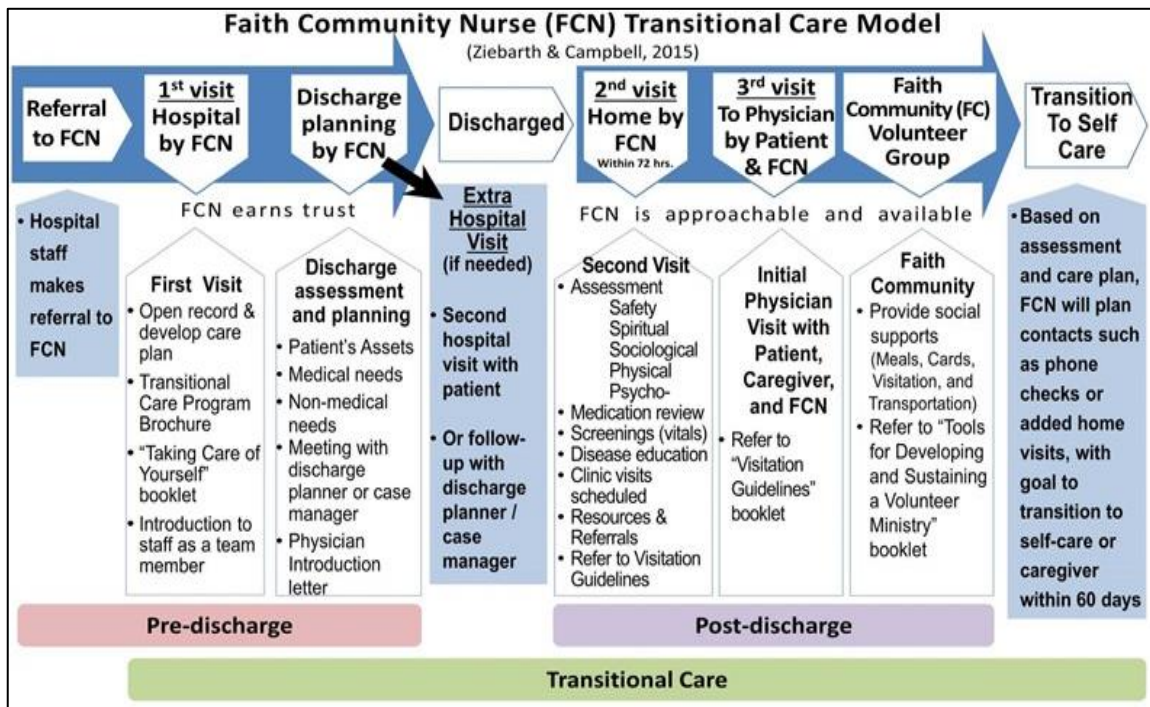 Faith Community Nurse (FCN) Transitional Care Model
(Ziebarth & Campbell, 2015)
Referral
to FCN
1st visit
Hospital
by FCN
Discharge
planning
by FCN
Discharged
2nd visit
Home by
FCN
Within 72 hrs.
3rd visit
To Physician
by Patient
& FCN
Faith
Community (FC)
Volunteer
Group
Transition
To Self
Care
• Hospital
staff
makes
referral to
FCN
FCN earns trust
First Visit
• Open record &
develop care
plan
• Transitional
Care Program
Brochure
• “Taking Care of
Yourself”
booklet
• Introduction to
staff as a team
member
Discharge
assessment
and planning
• Patient’s Assets
• Medical needs
• Non-medical
needs
• Meeting with
discharge
planner or case
manager
• Physician
Introduction
letter
Extra
Hospital
Visit
(if needed)
• Second
hospital
visit with
patient
• Or follow-
up with
discharge
planner /
case
manager
FCN is approachable and available
Second Visit
• Assessment
Safety
Spiritual
Sociological
Physical
Psycho-
• Medication review
• Screenings (vitals)
• Disease education
• Clinic visits
scheduled
• Resources &
Referrals
• Refer to Visitation
Guidelines
Initial
Physician
Visit with
Patient,
Caregiver,
and FCN
• Refer to
“Visitation
Guidelines”
booklet
Faith
Community
• Provide social
supports
(Meals, Cards,
Visitation, and
Transportation)
• Refer to “Tools
for Developing
and Sustaining
a Volunteer
Ministry”
booklet
• Based on
assessment
and care plan,
FCN will plan
contacts such
as phone
checks or
added home
visits, with
goal to
transition to
self-care or
caregiver
within 60 days
Pre-discharge
Post-discharge
Transitional Care